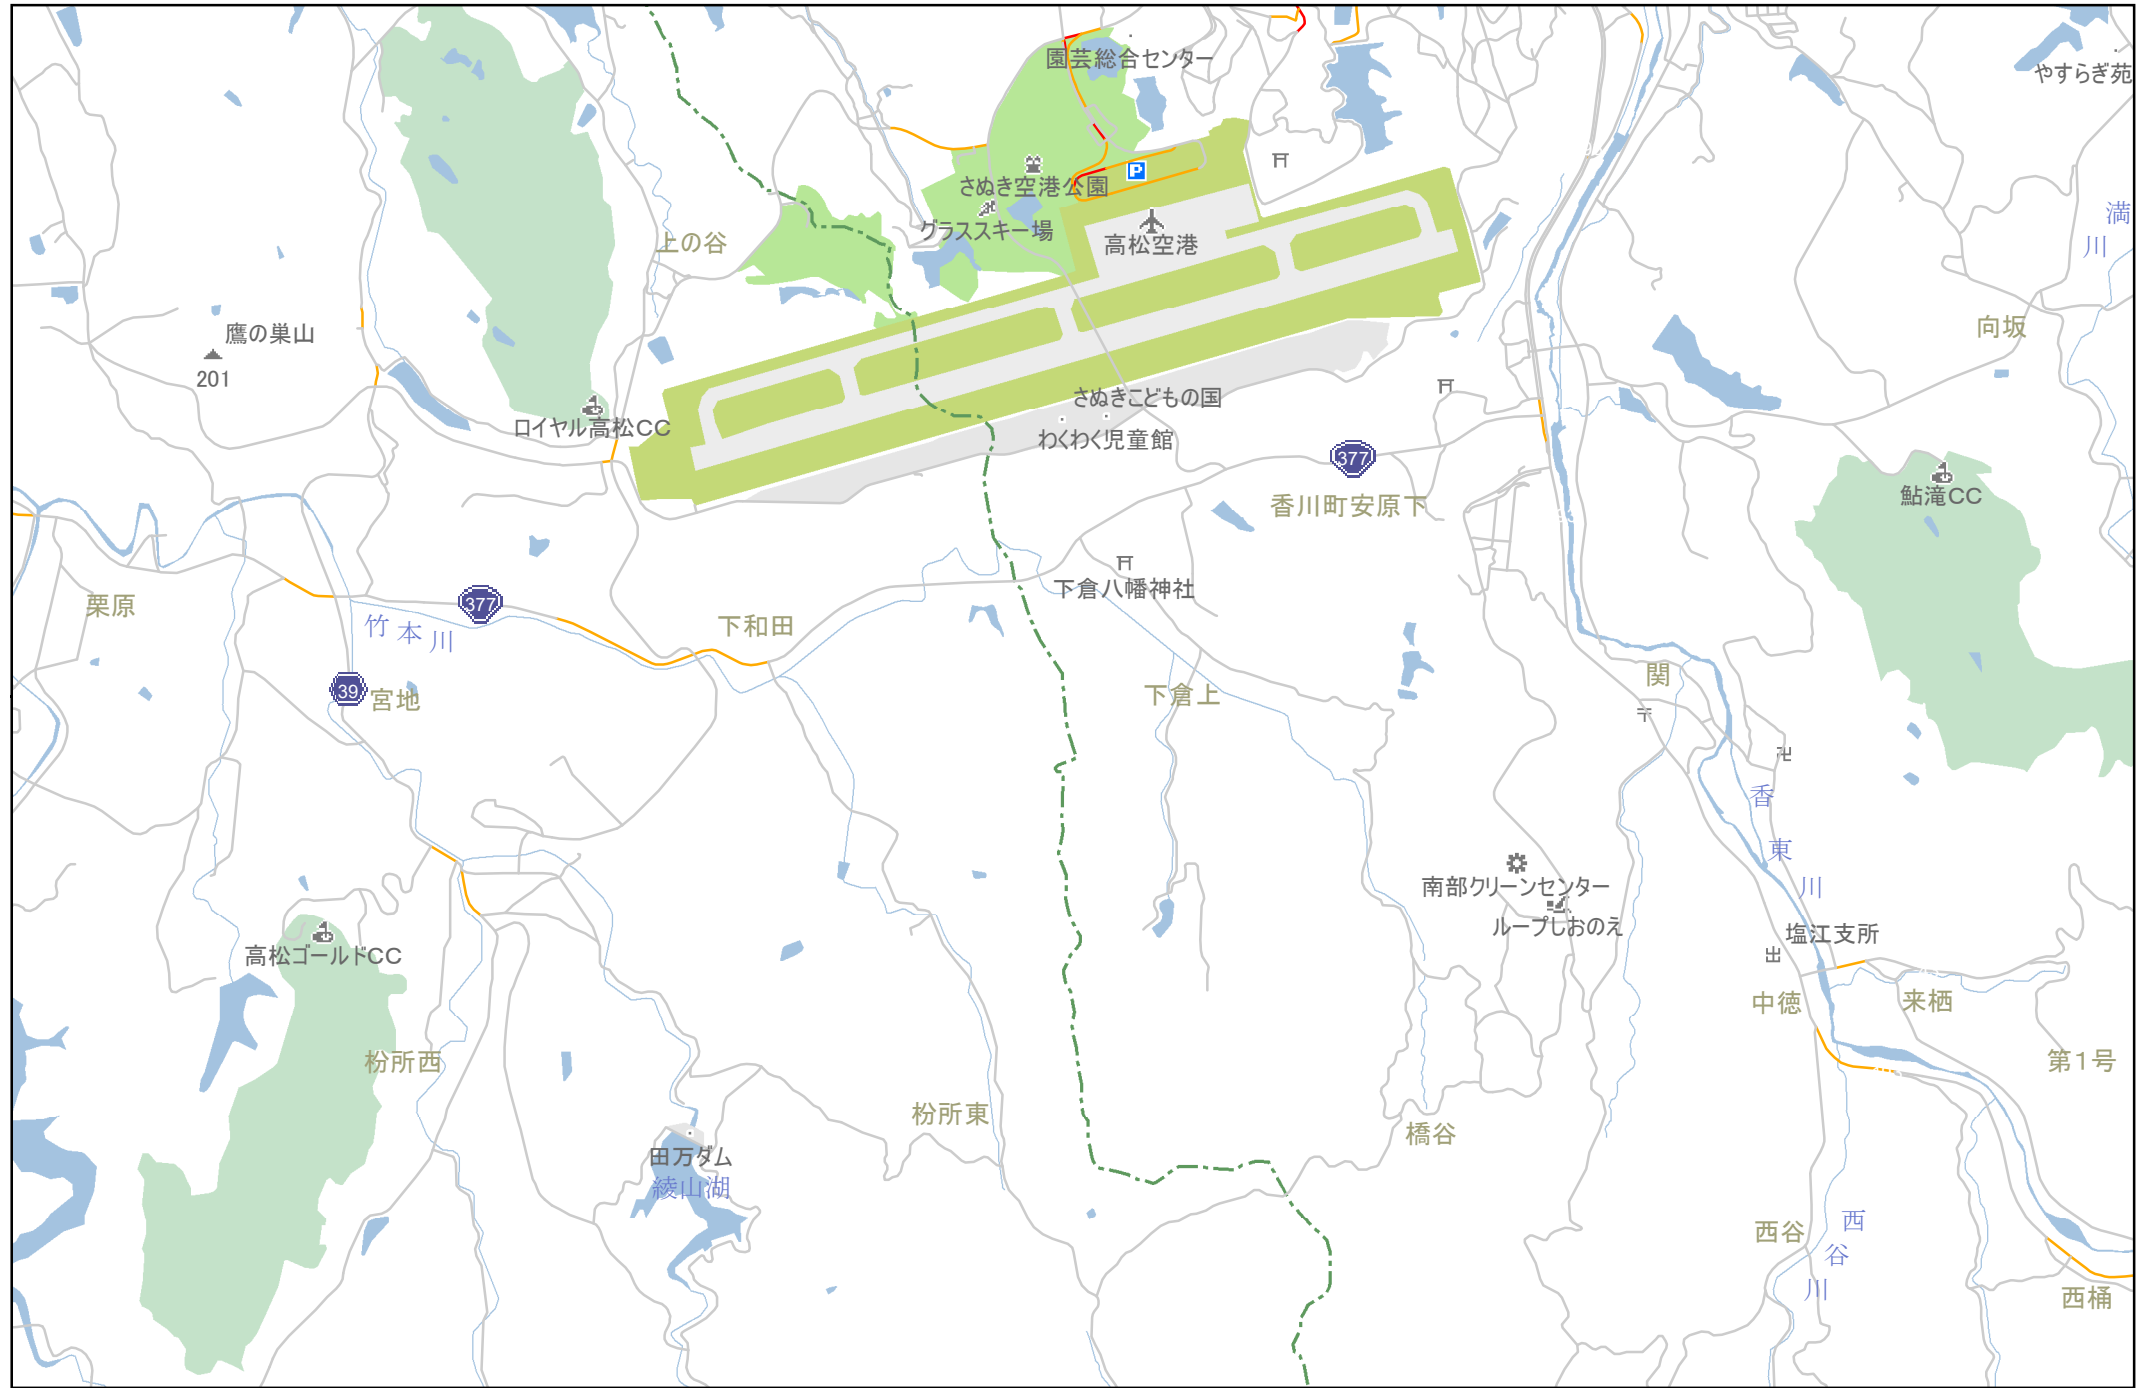 園芸総合センター
やすらぎ苑
さぬき空港公園
グラススキー場
上の谷
高松空港
満
川
鷹の巣山
201
向坂
さぬきこどもの国
わくわく児童館
ロイヤル高松CC
377
香川町安原下
鮎滝CC
栗原
377
竹本川
下和田
下倉八幡神社
39
宮地
下倉上
関
香東川
南部クリーンセンター
ループしおのえ
塩江支所
高松ゴールドCC
中徳
来栖
枌所西
第1号
枌所東
橋谷
田万ダム
綾山湖
西谷
西谷川
西桶